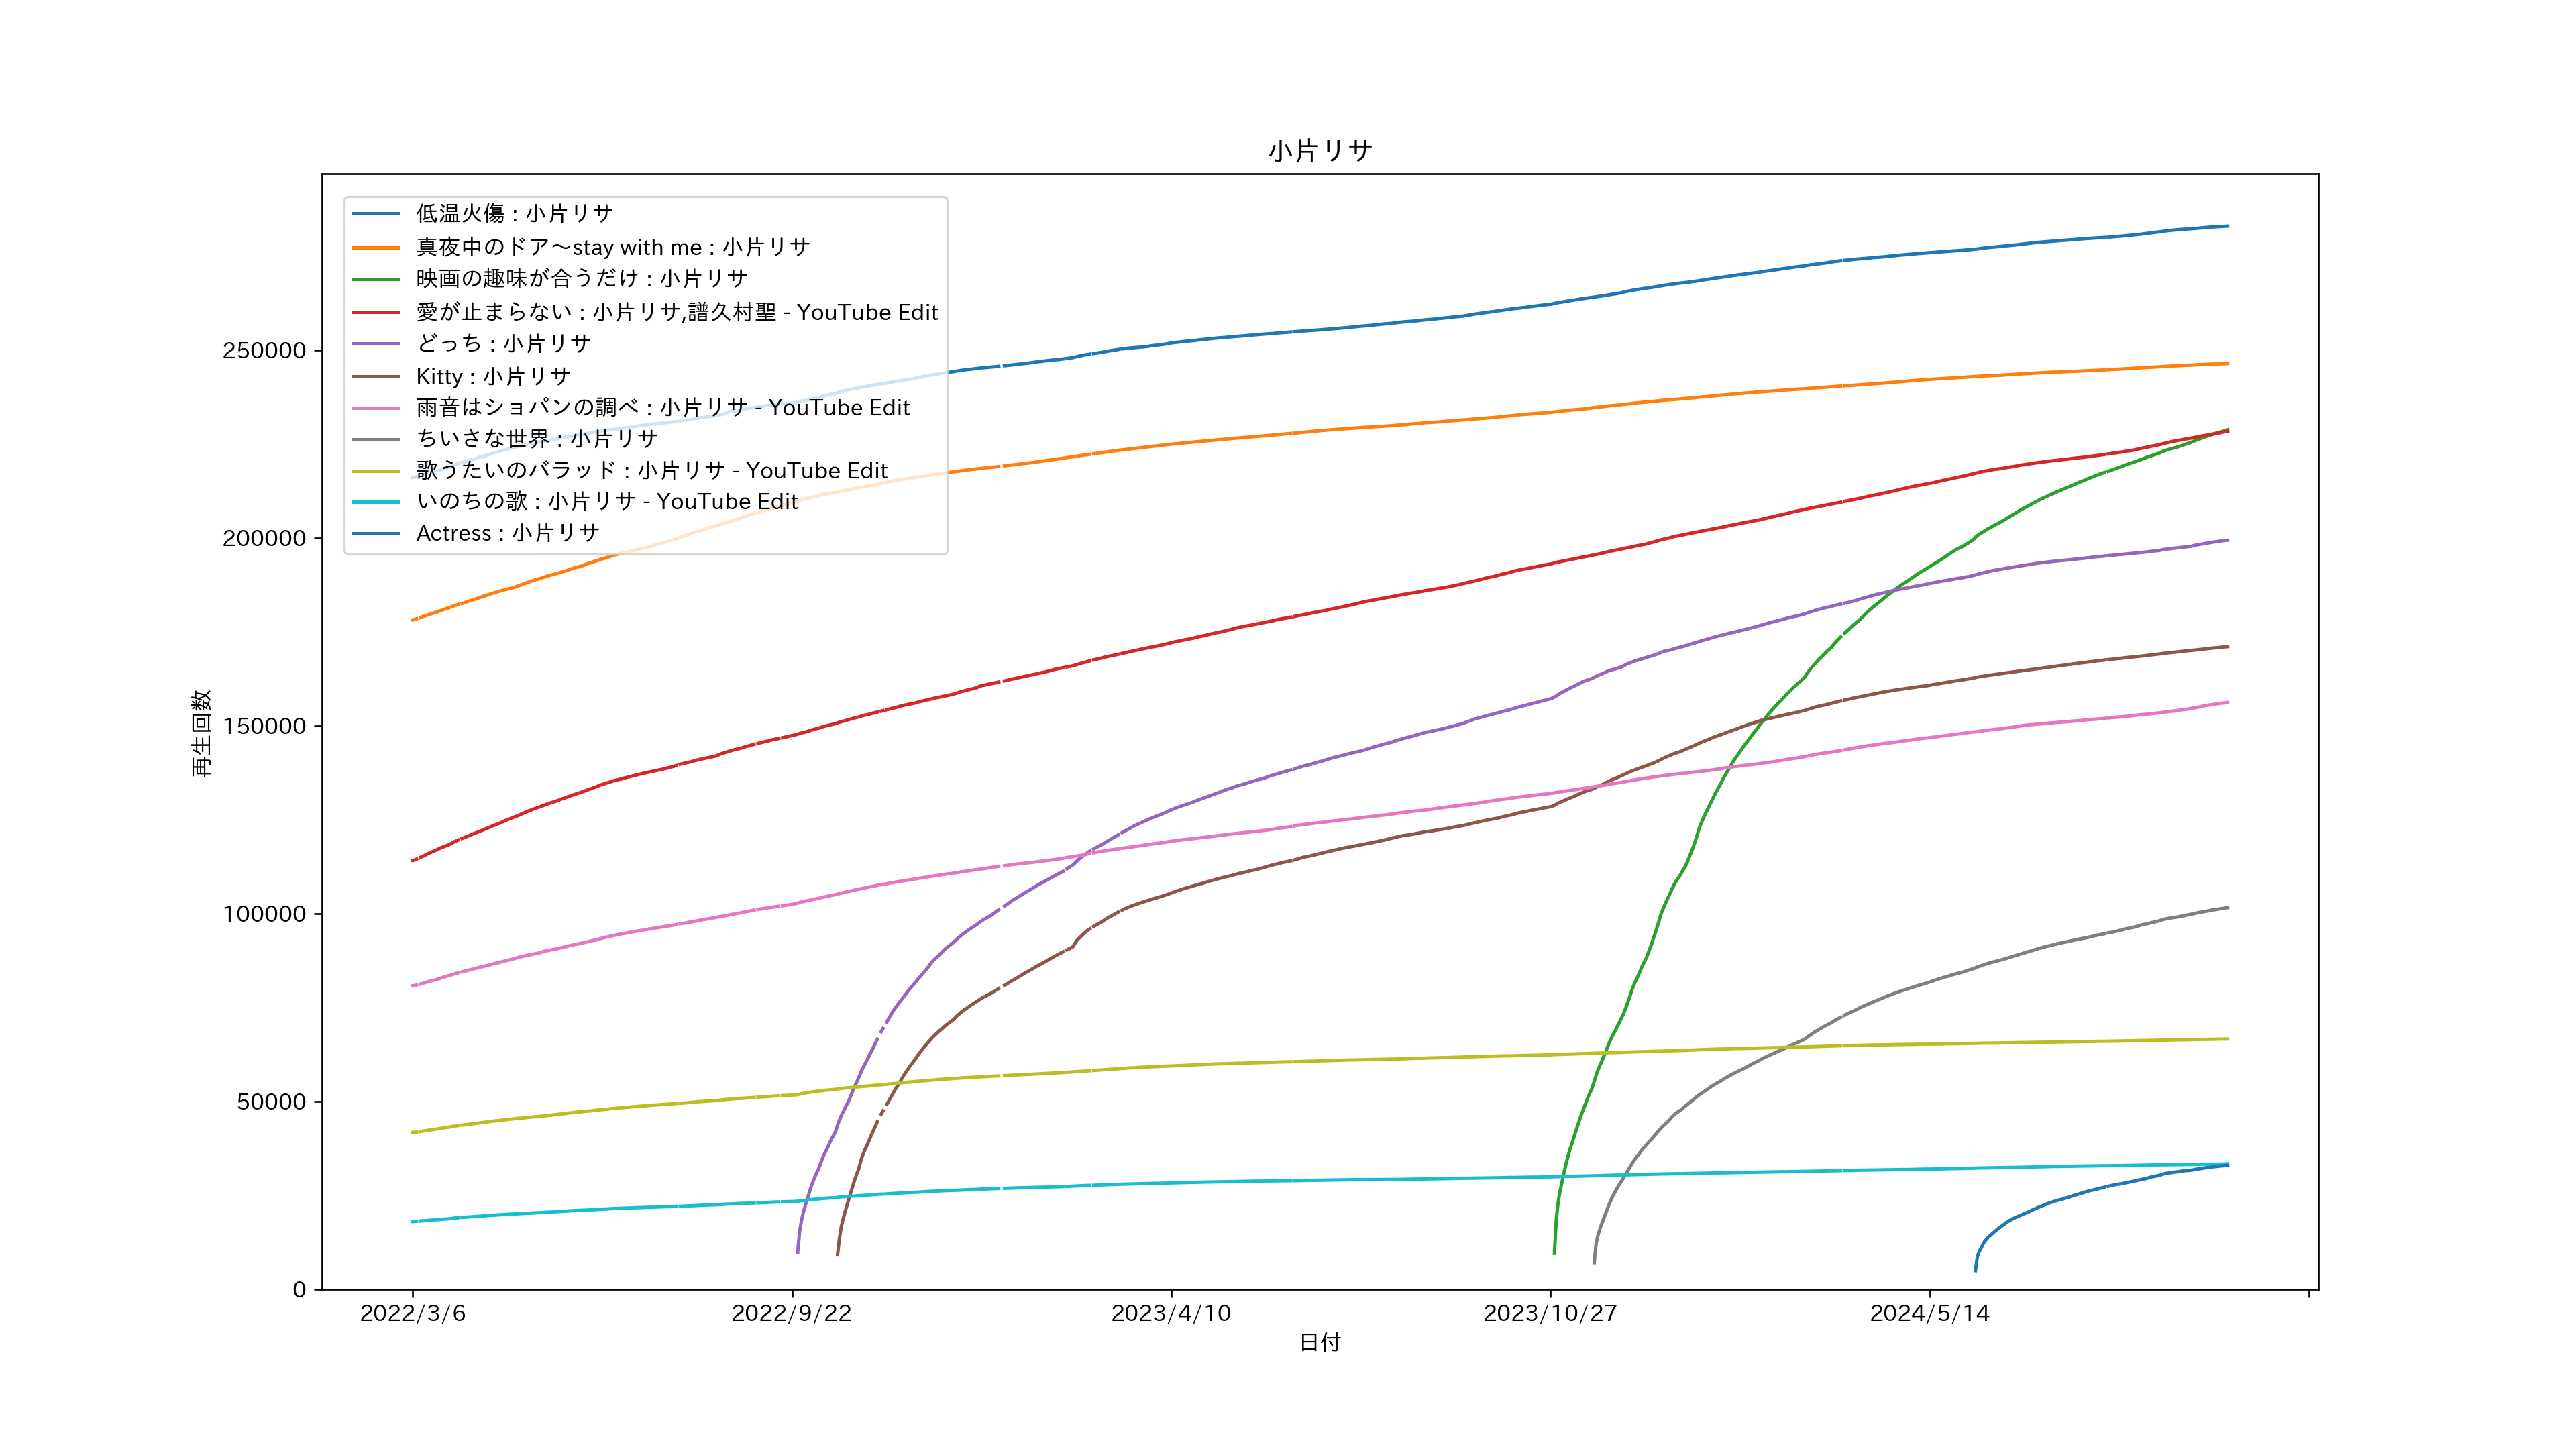 小片リサ
低温火傷 : 小片リサ
真夜中のドア～stay with me : 小片リサ
映画の趣味が合うだけ : 小片リサ
愛が止まらない : 小片リサ,譜久村聖 - YouTube Edit
どっち : 小片リサ
Kitty : 小片リサ
雨音はショパンの調べ : 小片リサ - YouTube Edit
ちいさな世界 : 小片リサ
歌うたいのバラッド : 小片リサ - YouTube Edit
いのちの歌 : 小片リサ - YouTube Edit
Actress : 小片リサ
再生回数
250000
200000
150000
100000
50000
0
2022/3/6
2022/9/22
2023/4/10
2023/10/27
2024/5/14
日付